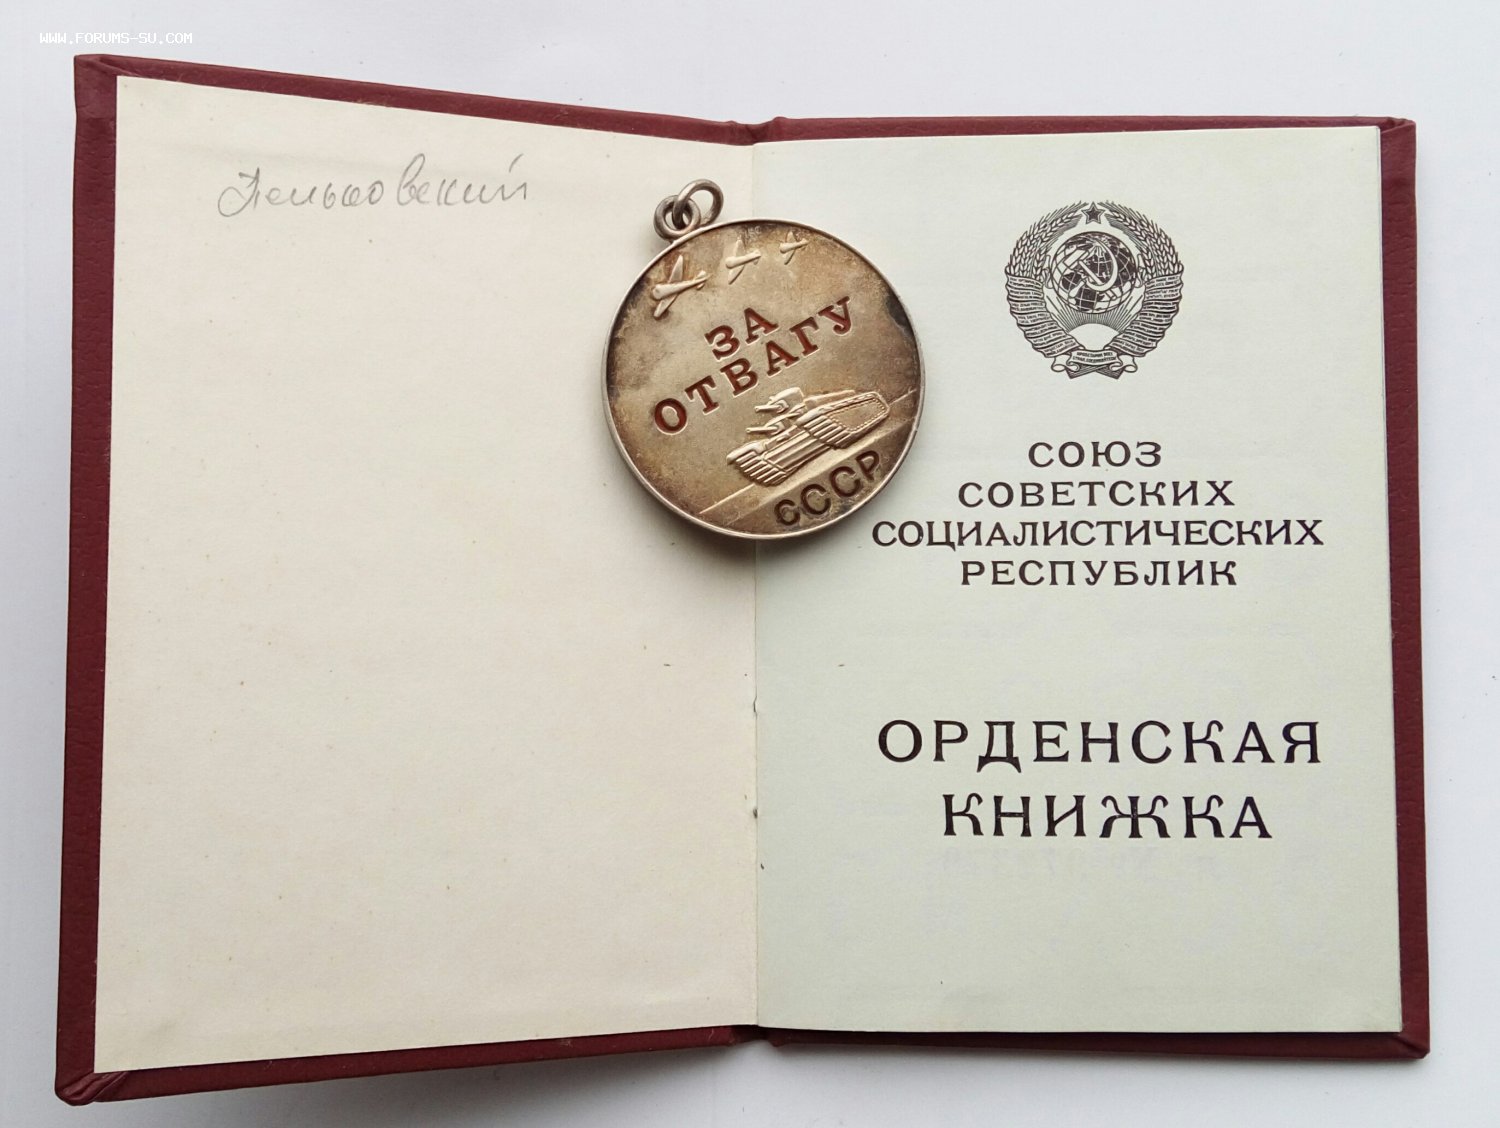 WWW.FORUMS-SU.COM
ЗА
ОТВАГУ
СССР
СОЮЗ
СОВЕТСКИХ
СОЦИАЛИСТИЧЕСКИХ
РЕСПУБЛИК
ОРДЕНСКАЯ
КНИЖКА